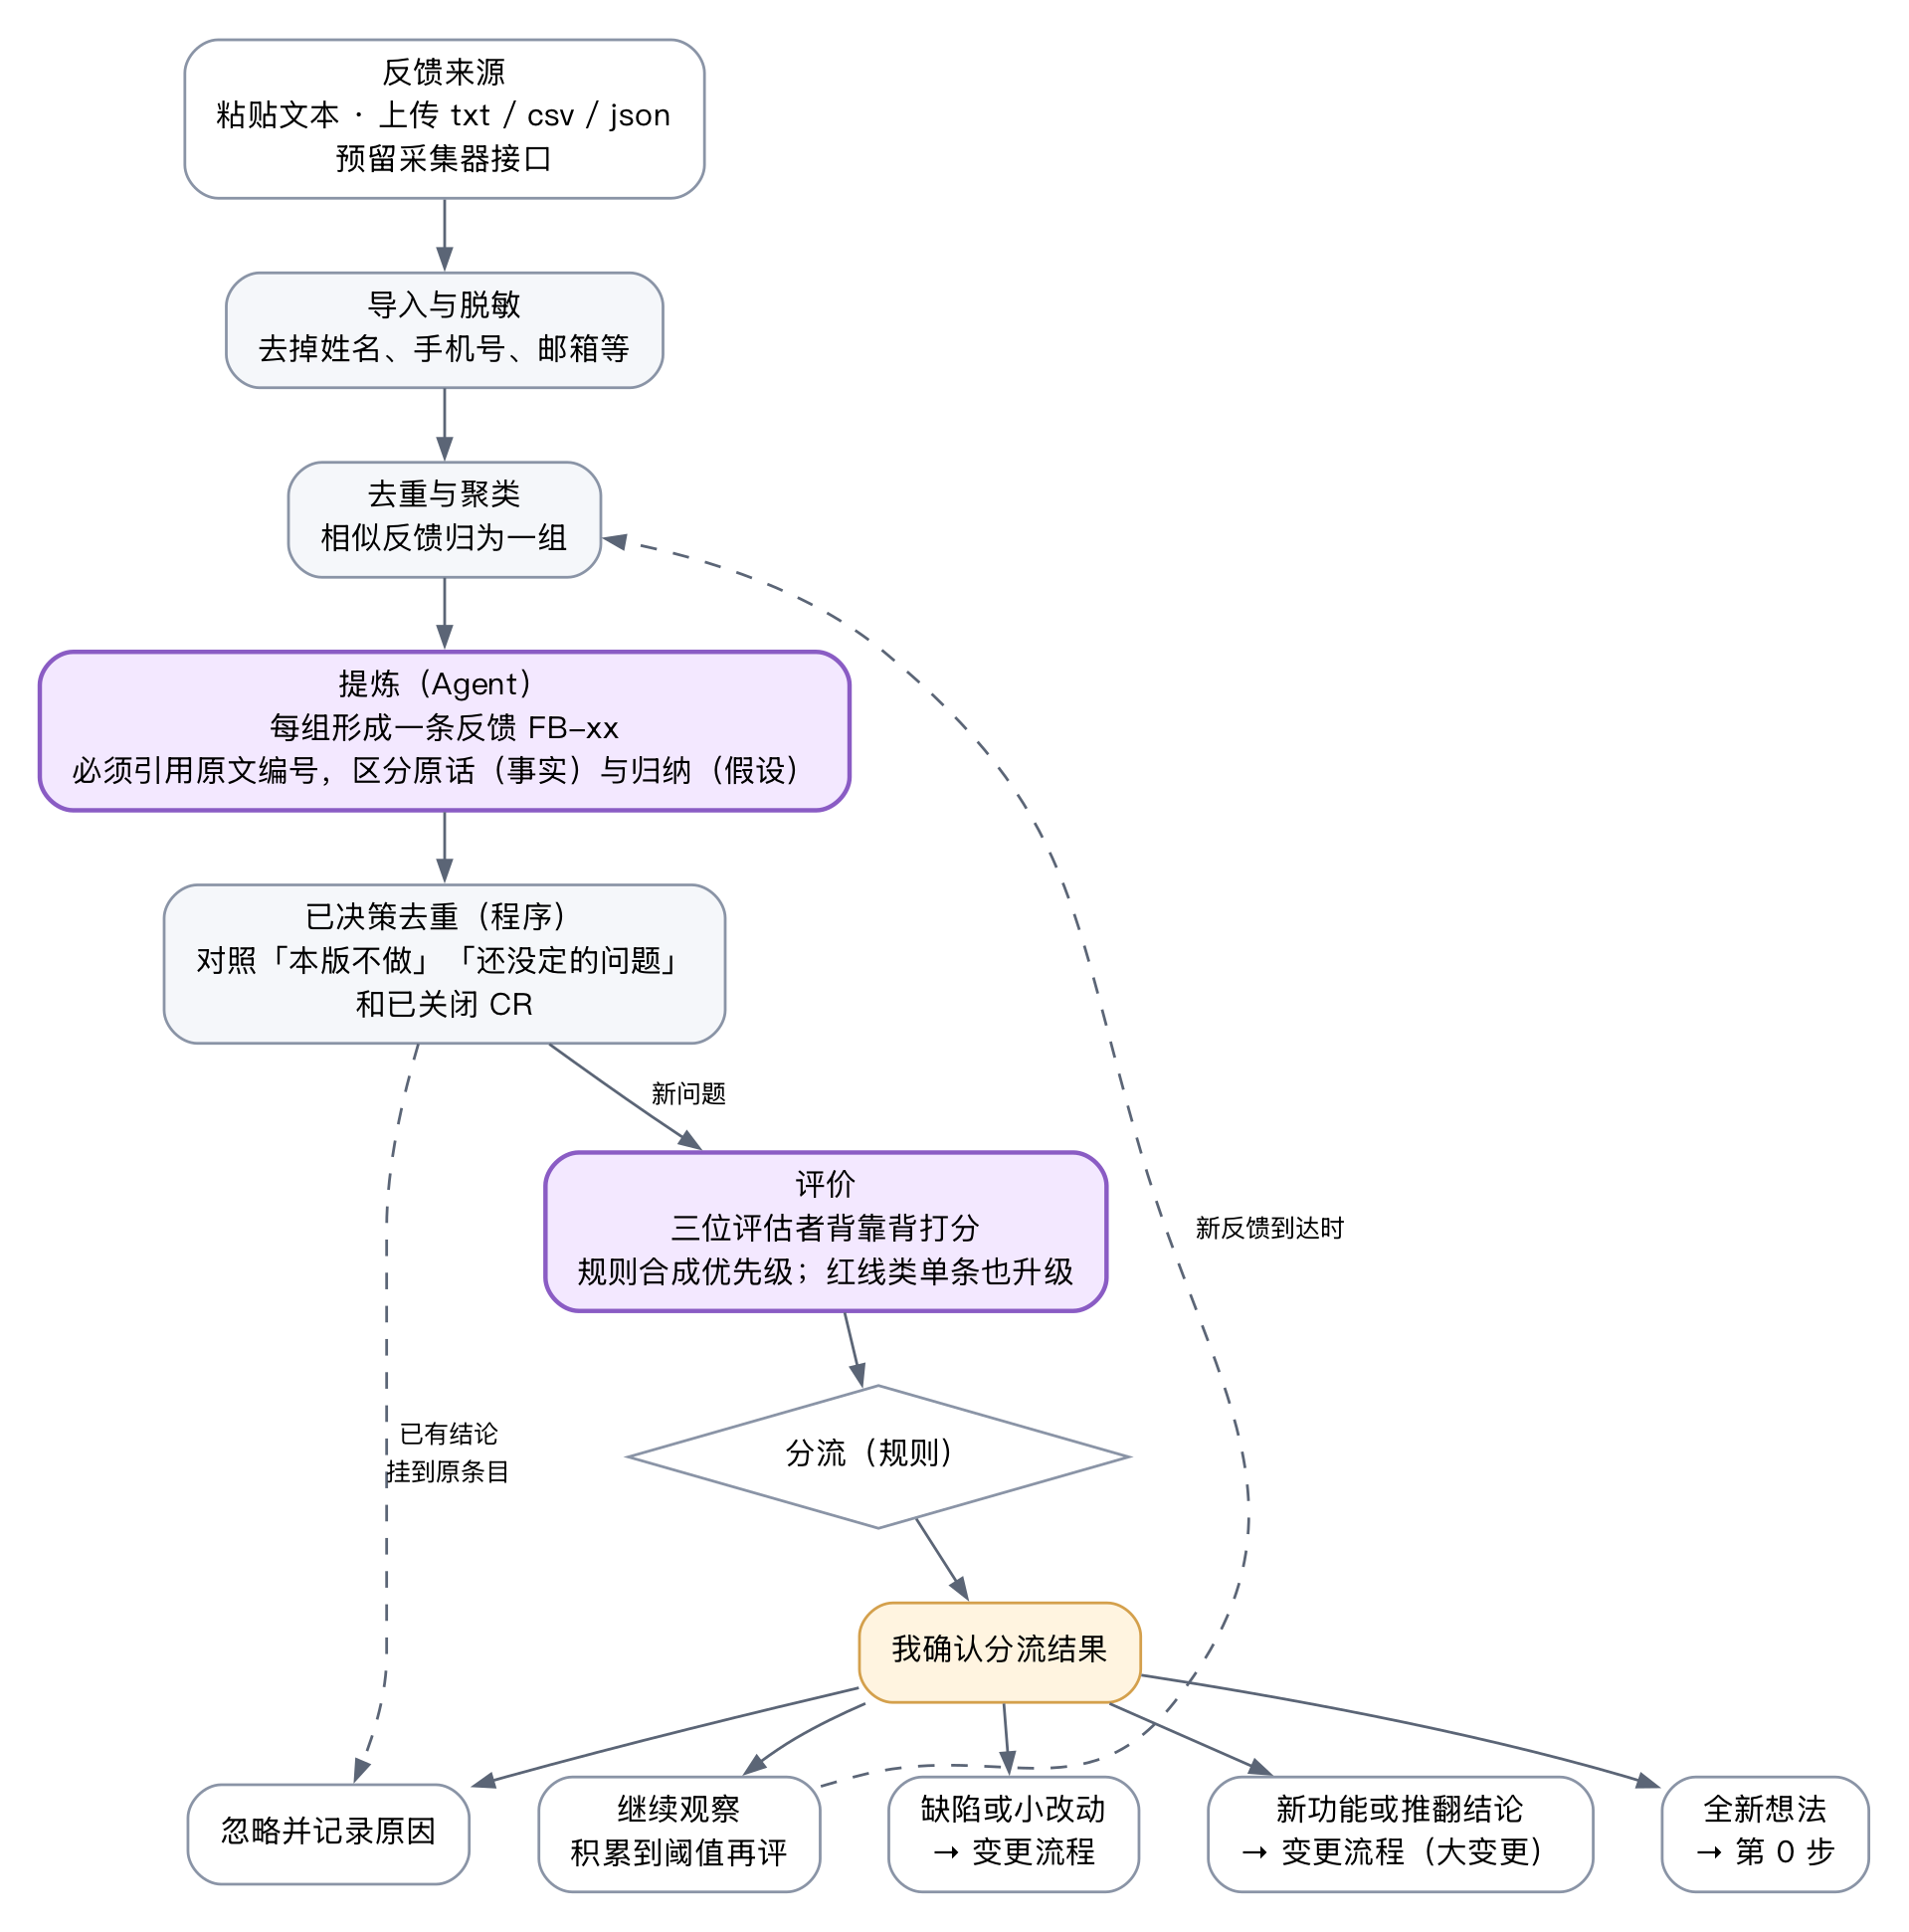 反馈来源
粘贴文本 · 上传 txt / csv / json
预留采集器接口
导入与脱敏
去掉姓名、手机号、邮箱等
去重与聚类
相似反馈归为一组
提炼（Agent）
每组形成一条反馈 FB-xx
必须引用原文编号，区分原话（事实）与归纳（假设）
已决策去重（程序）
对照「本版不做」「还没定的问题」
和已关闭 CR
新问题
评价
三位评估者背靠背打分
规则合成优先级；红线类单条也升级
新反馈到达时
已有结论
挂到原条目
分流（规则）
我确认分流结果
忽略并记录原因
继续观察
积累到阈值再评
缺陷或小改动
→ 变更流程
新功能或推翻结论
→ 变更流程（大变更）
全新想法
→ 第 0 步